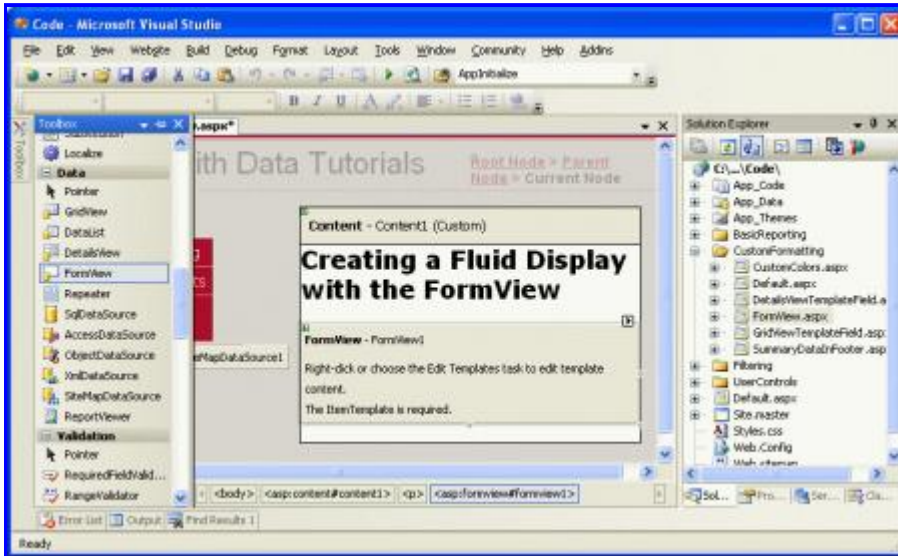 Code - Microsoft Visual Studio
File Edit View Website Build Debug Format Layout Tools Window Community Help Addins
AppInitialize
B I U A
Toolbox
.aspx*
Solution Explorer
Toolbox
Localize
Data
Pointer
GridView
DataList
DetailsView
FormView
Repeater
SqlDataSource
AccessDataSource
ObjectDataSource
XmlDataSource
SiteMapDataSource
ReportViewer
Validation
Pointer
RequiredFieldValid...
RangeValidator
ith Data Tutorials
Root Node > Parent
Node > Current Node
Content - Content1 (Custom)
Creating a Fluid Display
with the FormView
FormView - FormView1
Right-click or choose the Edit Templates task to edit template
content.
The ItemTemplate is required.
eMapDataSource1
C:\...\Code\
App_Code
App_Data
App_Themes
BasicReporting
CustomFormatting
CustomColors.aspx
Default.aspx
DetailsViewTemplateField.a
FormView.aspx
GridViewTemplateField.asp
SummaryDataInFooter.asp
Filtering
UserControls
Default.aspx
Site.master
Styles.css
Web.Config
Web.sitemap
<body> <asp:content#content1> <p> <asp:formview#formview1>
Sol... Pro... Ser... Cla...
Error List Output Find Results 1
Ready